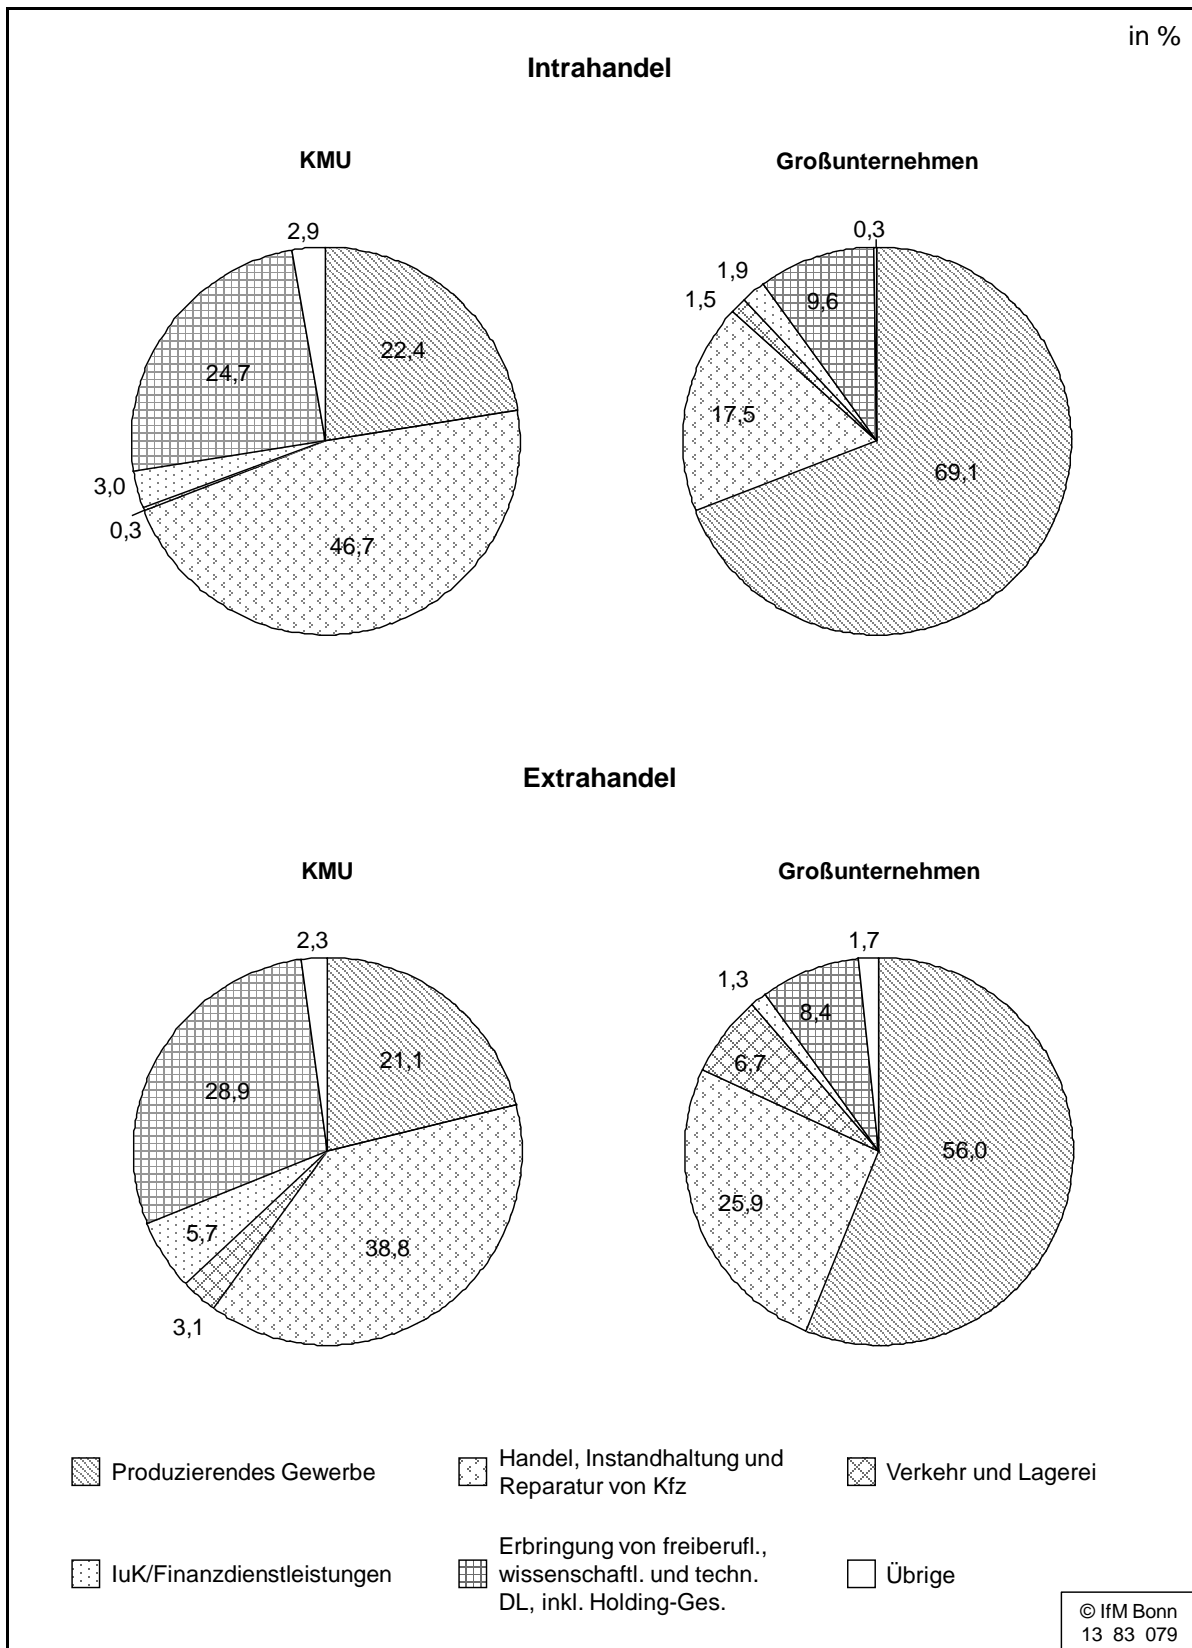 in %
Intrahandel
KMU
Großunternehmen
2,9
22,4
24,7
3,0
0,3
46,7
0,3
1,9
1,5
9,6
17,5
69,1
Extrahandel
KMU
Großunternehmen
2,3
21,1
28,9
5,7
38,8
3,1
1,7
1,3
8,4
6,7
56,0
25,9
Produzierendes Gewerbe
Handel, Instandhaltung und
Reparatur von Kfz
Verkehr und Lagerei
IuK/Finanzdienstleistungen
Erbringung von freiberufl.,
wissenschaftl. und techn.
DL, inkl. Holding-Ges.
Übrige
© IfM Bonn
13 83 079